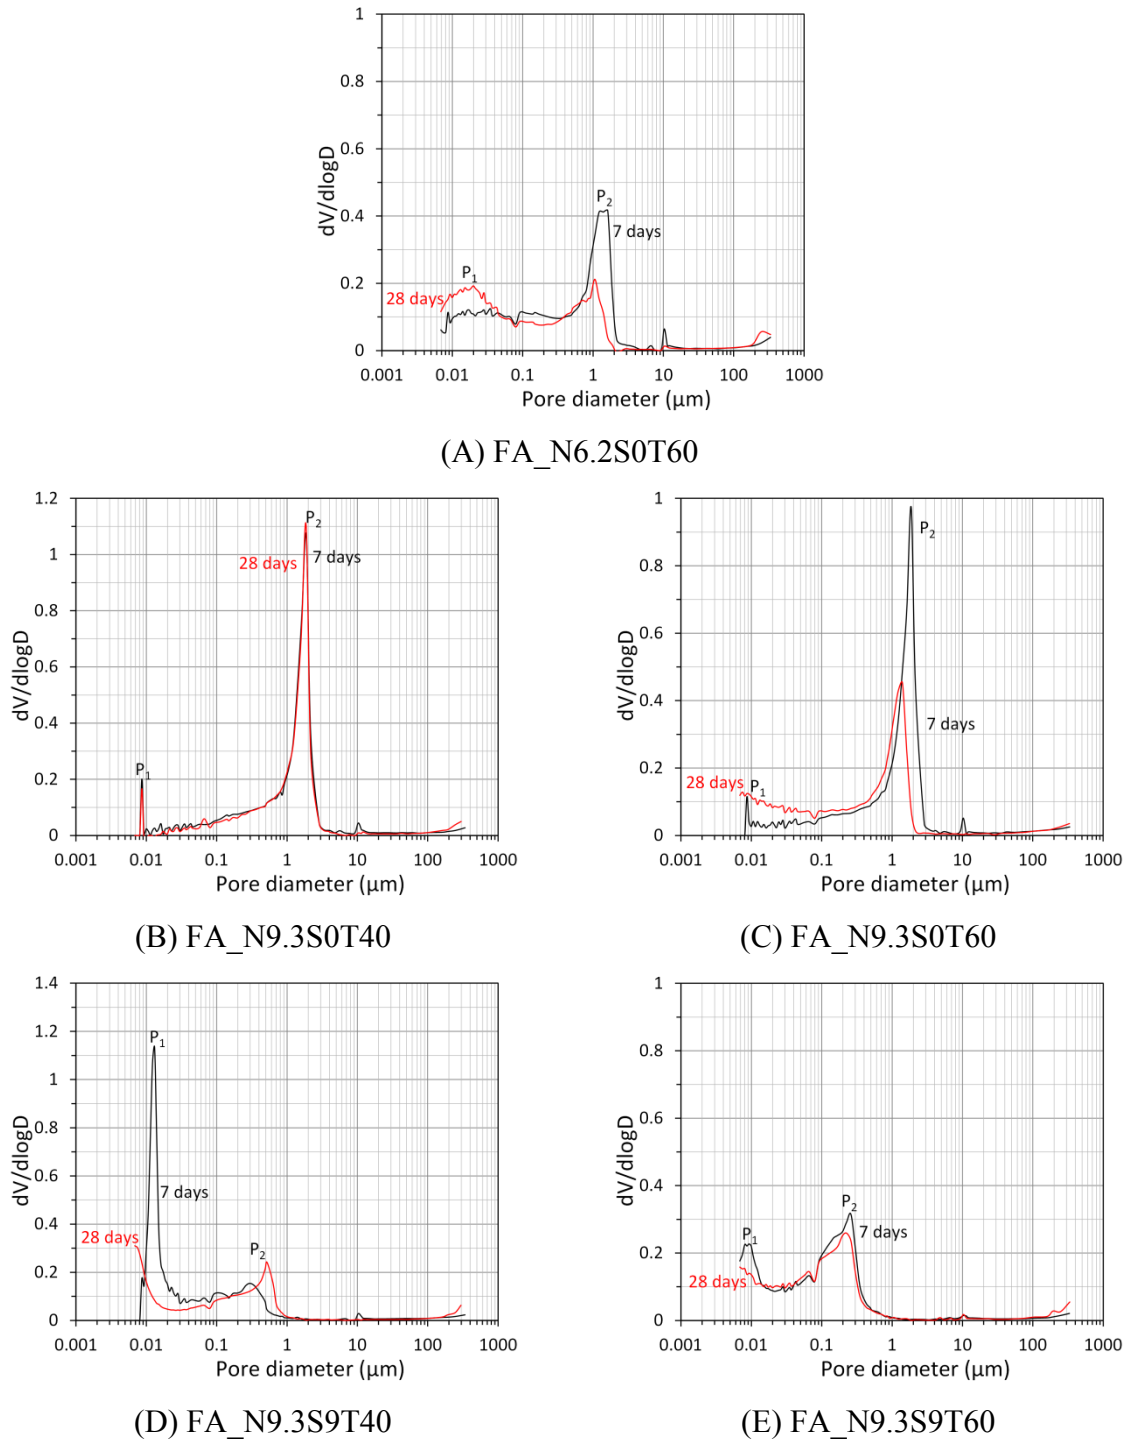 1
0.8
0.6
0.4
0.2
0
dV/dlogD
P2
7 days
P1
28 days
0.001 0.01 0.1 1 10 100 1000
Pore diameter (µm)
(A) FA_N6.2S0T60
1.2
1
0.8
0.6
0.4
0.2
0
dV/dlogD
P2
7 days
28 days
P1
0.001 0.01 0.1 1 10 100 1000
Pore diameter (µm)
(B) FA_N9.3S0T40
1
0.8
0.6
0.4
0.2
0
dV/dlogD
P2
7 days
28 days
P1
0.001 0.01 0.1 1 10 100 1000
Pore diameter (µm)
(C) FA_N9.3S0T60
1.4
1.2
1
0.8
0.6
0.4
0.2
0
dV/dlogD
P1
7 days
28 days
P2
0.001 0.01 0.1 1 10 100 1000
Pore diameter (µm)
(D) FA_N9.3S9T40
1
0.8
0.6
0.4
0.2
0
dV/dlogD
P2
7 days
P1
28 days
0.001 0.01 0.1 1 10 100 1000
Pore diameter (µm)
(E) FA_N9.3S9T60